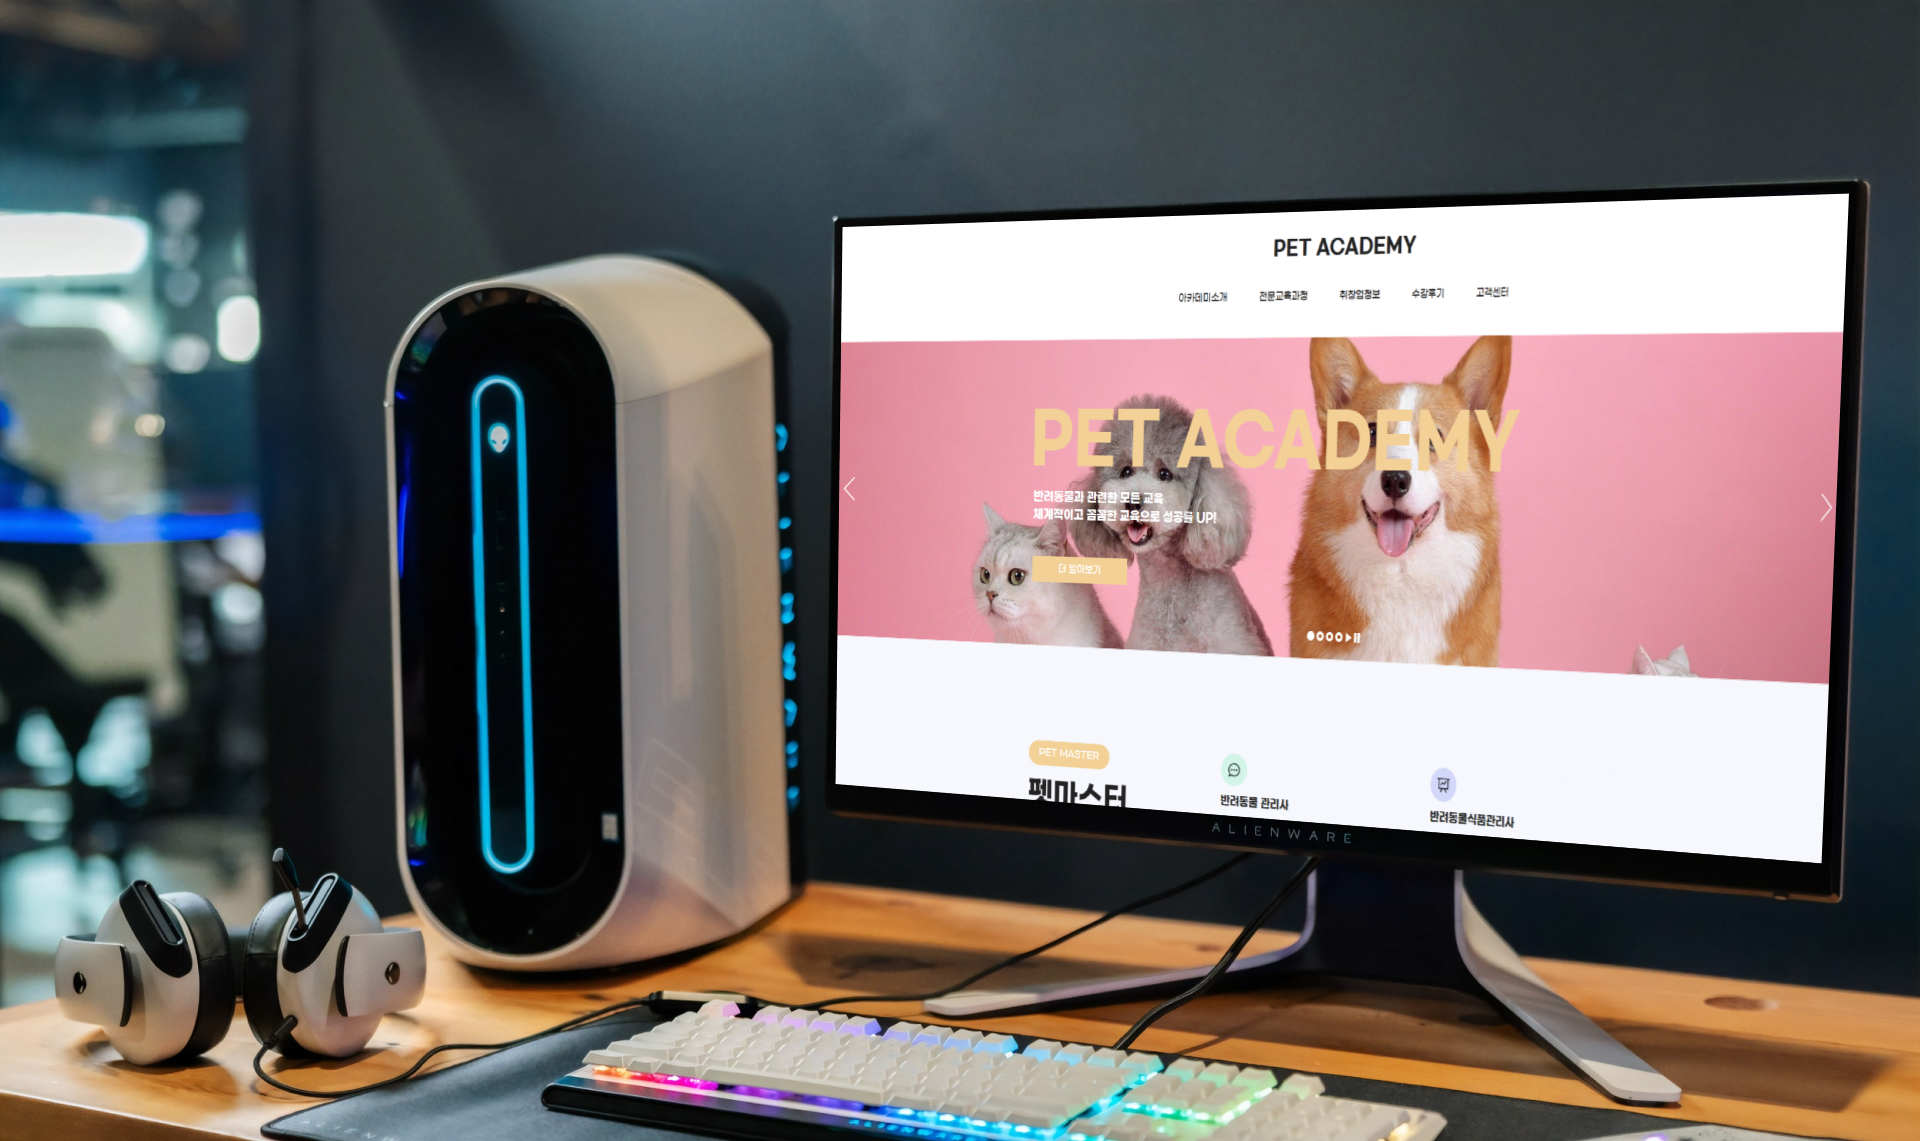 PET ACADEMY
아카데미소개 전문교육과정 취창업정보 수강후기 고객센터
PET ACADEMY
반려동물과 관련한 모든 교육
체계적이고 꼼꼼한 교육으로 성공률 UP!
더 알아보기
PET MASTER
펫마스터
반려동물 관리사
반려동물식품관리사
ALIENWARE
ALIENWARE